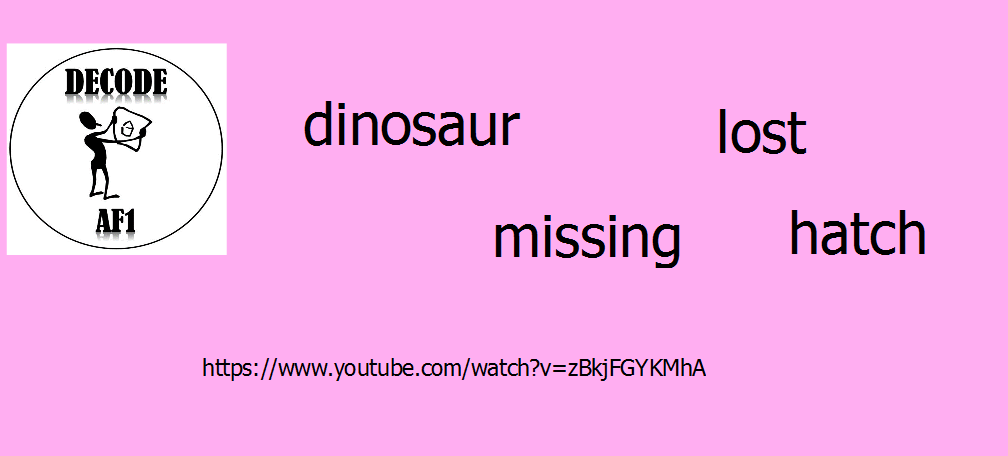 DECODE
AF1
dinosaur
lost
missing
hatch
https://www.youtube.com/watch?v=zBkjFGYKMhA